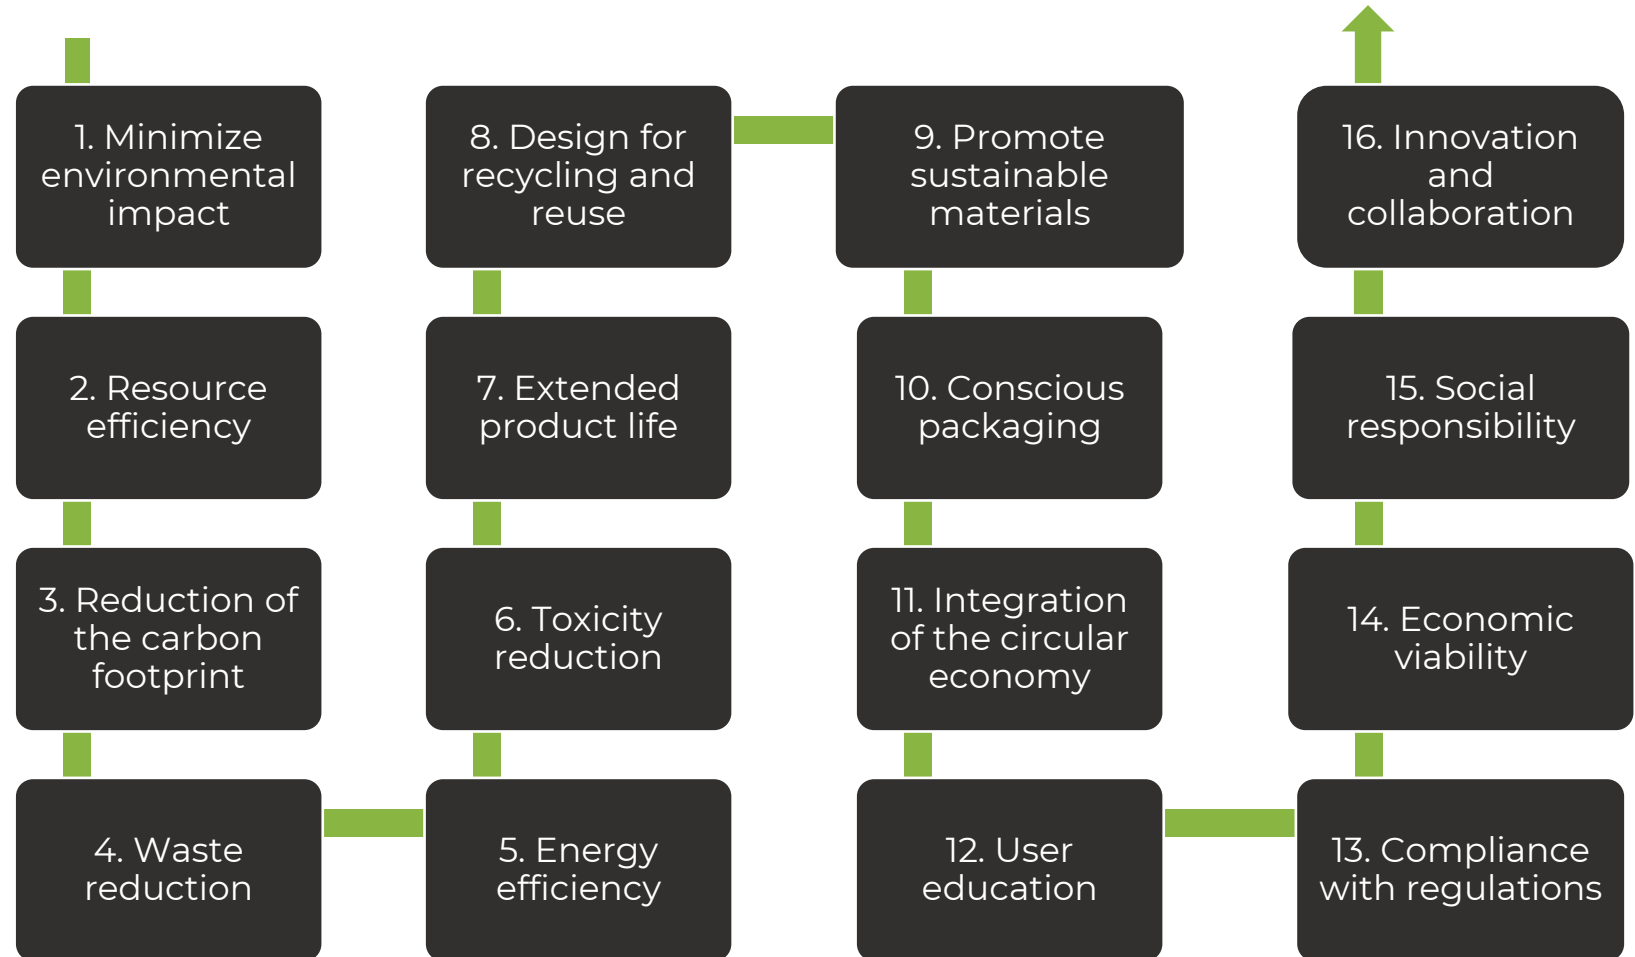 1. Minimize
environmental
impact
2. Resource
efficiency
3. Reduction of
the carbon
footprint
4. Waste
reduction
5. Energy
efficiency
6. Toxicity
reduction
7. Extended
product life
8. Design for
recycling and
reuse
9. Promote
sustainable
materials
10. Conscious
packaging
11. Integration
of the circular
economy
12. User
education
13. Compliance
with regulations
14. Economic
viability
15. Social
responsibility
16. Innovation
and
collaboration